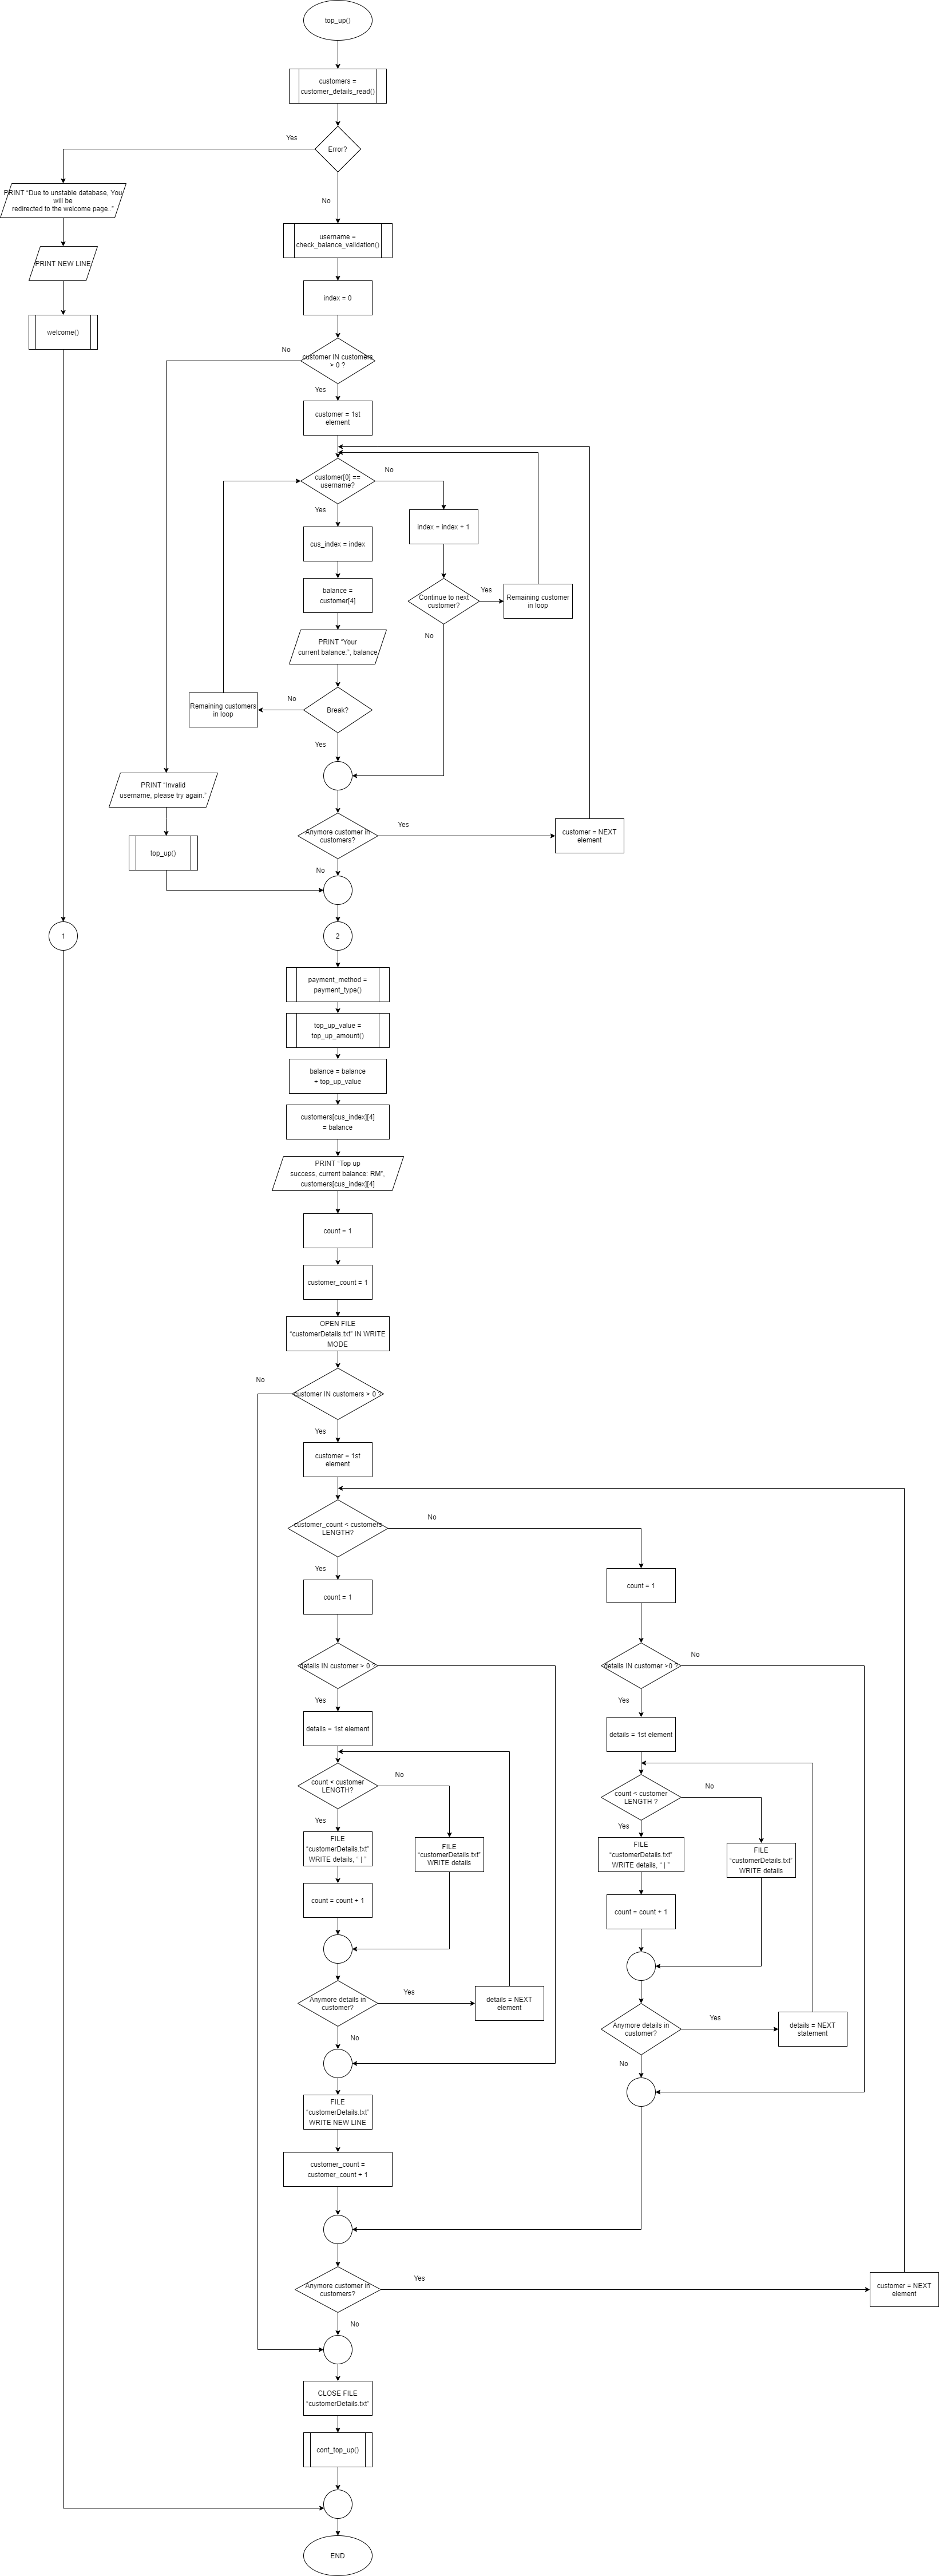 top_up()
customers =
customer_details_read()
Yes
Error?
PRINT “Due to unstable database, You
will be
redirected to the welcome page..”
No
username =
check_balance_validation()
PRINT NEW LINE
index = 0
welcome()
No
customer IN customers
> 0 ?
Yes
customer = 1st
element
customer[0] ==
username?
No
Yes
index = index + 1
cus_index = index
balance =
customer[4]
Continue to next
customer?
Yes
Remaining customer
in loop
No
PRINT “Your
current balance:”, balance
Remaining customers
in loop
No
Break?
Yes
PRINT “Invalid
username, please try again.”
Anymore customer in
customers?
Yes
customer = NEXT
element
top_up()
No
1
2
payment_method =
payment_type()
top_up_value =
top_up_amount()
balance = balance
+ top_up_value
customers[cus_index][4]
= balance
PRINT “Top up
success, current balance: RM”,
customers[cus_index][4]
count = 1
customer_count = 1
OPEN FILE
“customerDetails.txt” IN WRITE
MODE
No
customer IN customers > 0 ?
Yes
customer = 1st
element
customer_count < customers
LENGTH?
No
Yes
count = 1
count = 1
details IN customer > 0 ?
details IN customer >0 ?
No
Yes
Yes
details = 1st element
details = 1st element
count < customer
LENGTH?
No
count < customer
LENGTH ?
No
Yes
Yes
FILE
“customerDetails.txt”
WRITE details, “ | ”
FILE
“customerDetails.txt”
WRITE details
FILE
“customerDetails.txt”
WRITE details, “ | ”
FILE
“customerDetails.txt”
WRITE details
count = count + 1
count = count + 1
Anymore details in
customer?
Yes
details = NEXT
element
Anymore details in
customer?
Yes
details = NEXT
statement
No
No
FILE
“customerDetails.txt”
WRITE NEW LINE
customer_count =
customer_count + 1
Anymore customer in
customers?
Yes
customer = NEXT
element
No
CLOSE FILE
“customerDetails.txt”
cont_top_up()
END